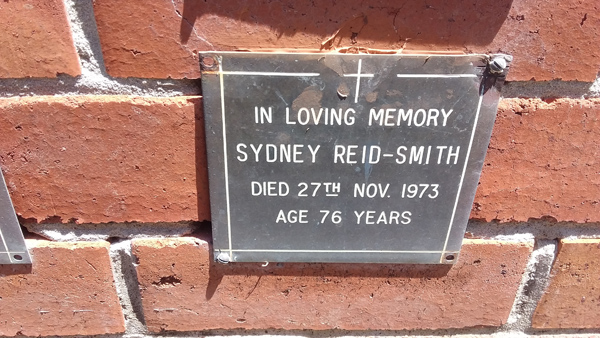 IN LOVING MEMORY
SYDNEY REID-SMITH
DIED 27TH NOV. 1973
AGE 76 YEARS